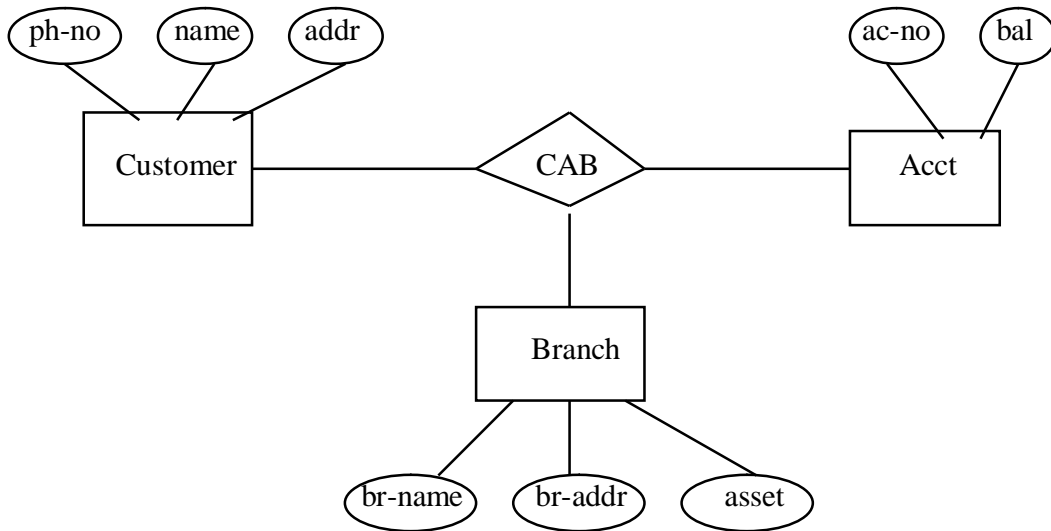 ph-no name addr ac-no bal
Customer CAB Acct
Branch
br-name br-addr asset